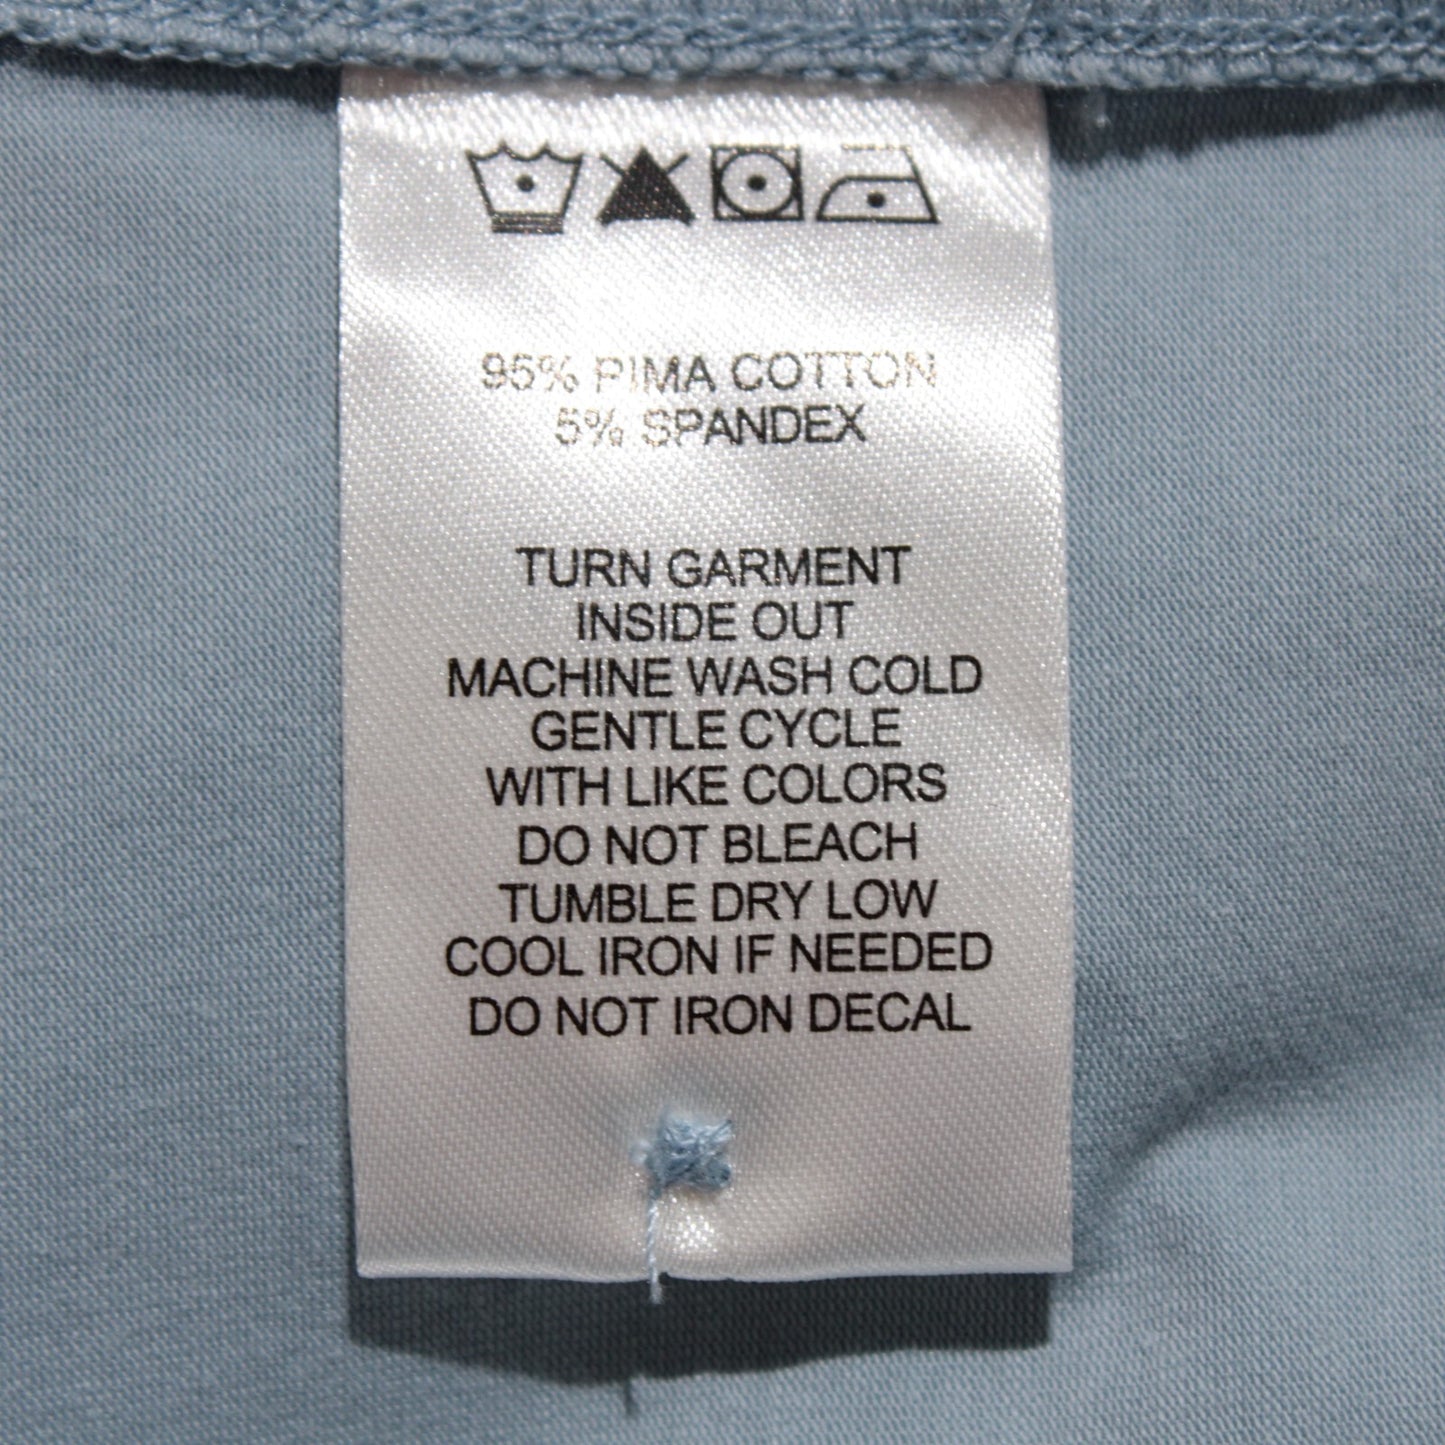 95% PIMA COTTON
5% SPANDEX
TURN GARMENT
INSIDE OUT
MACHINE WASH COLD
GENTLE CYCLE
WITH LIKE COLORS
DO NOT BLEACH
TUMBLE DRY LOW
COOL IRON IF NEEDED
DO NOT IRON DECAL